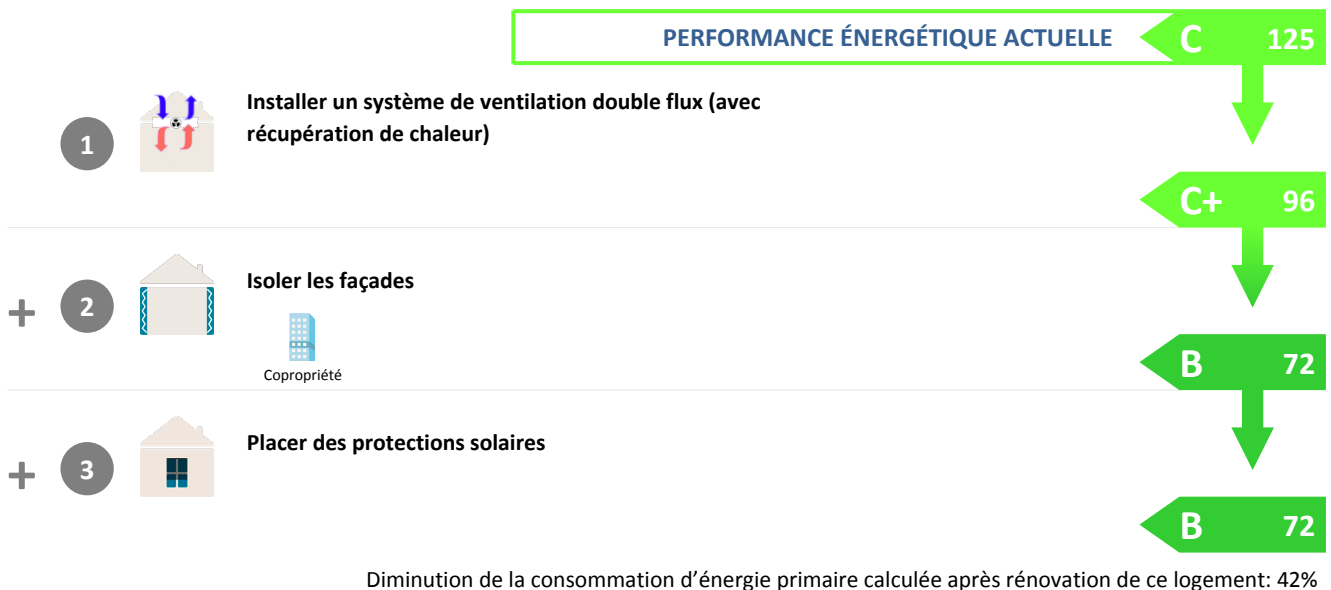 PERFORMANCE ÉNERGÉTIQUE ACTUELLE C 125
1 Installer un système de ventilation double flux (avec
récupération de chaleur)
C+ 96
+ 2 Isoler les façades
Copropriété
B 72
+ 3 Placer des protections solaires
B 72
Diminution de la consommation d’énergie primaire calculée après rénovation de ce logement: 42%